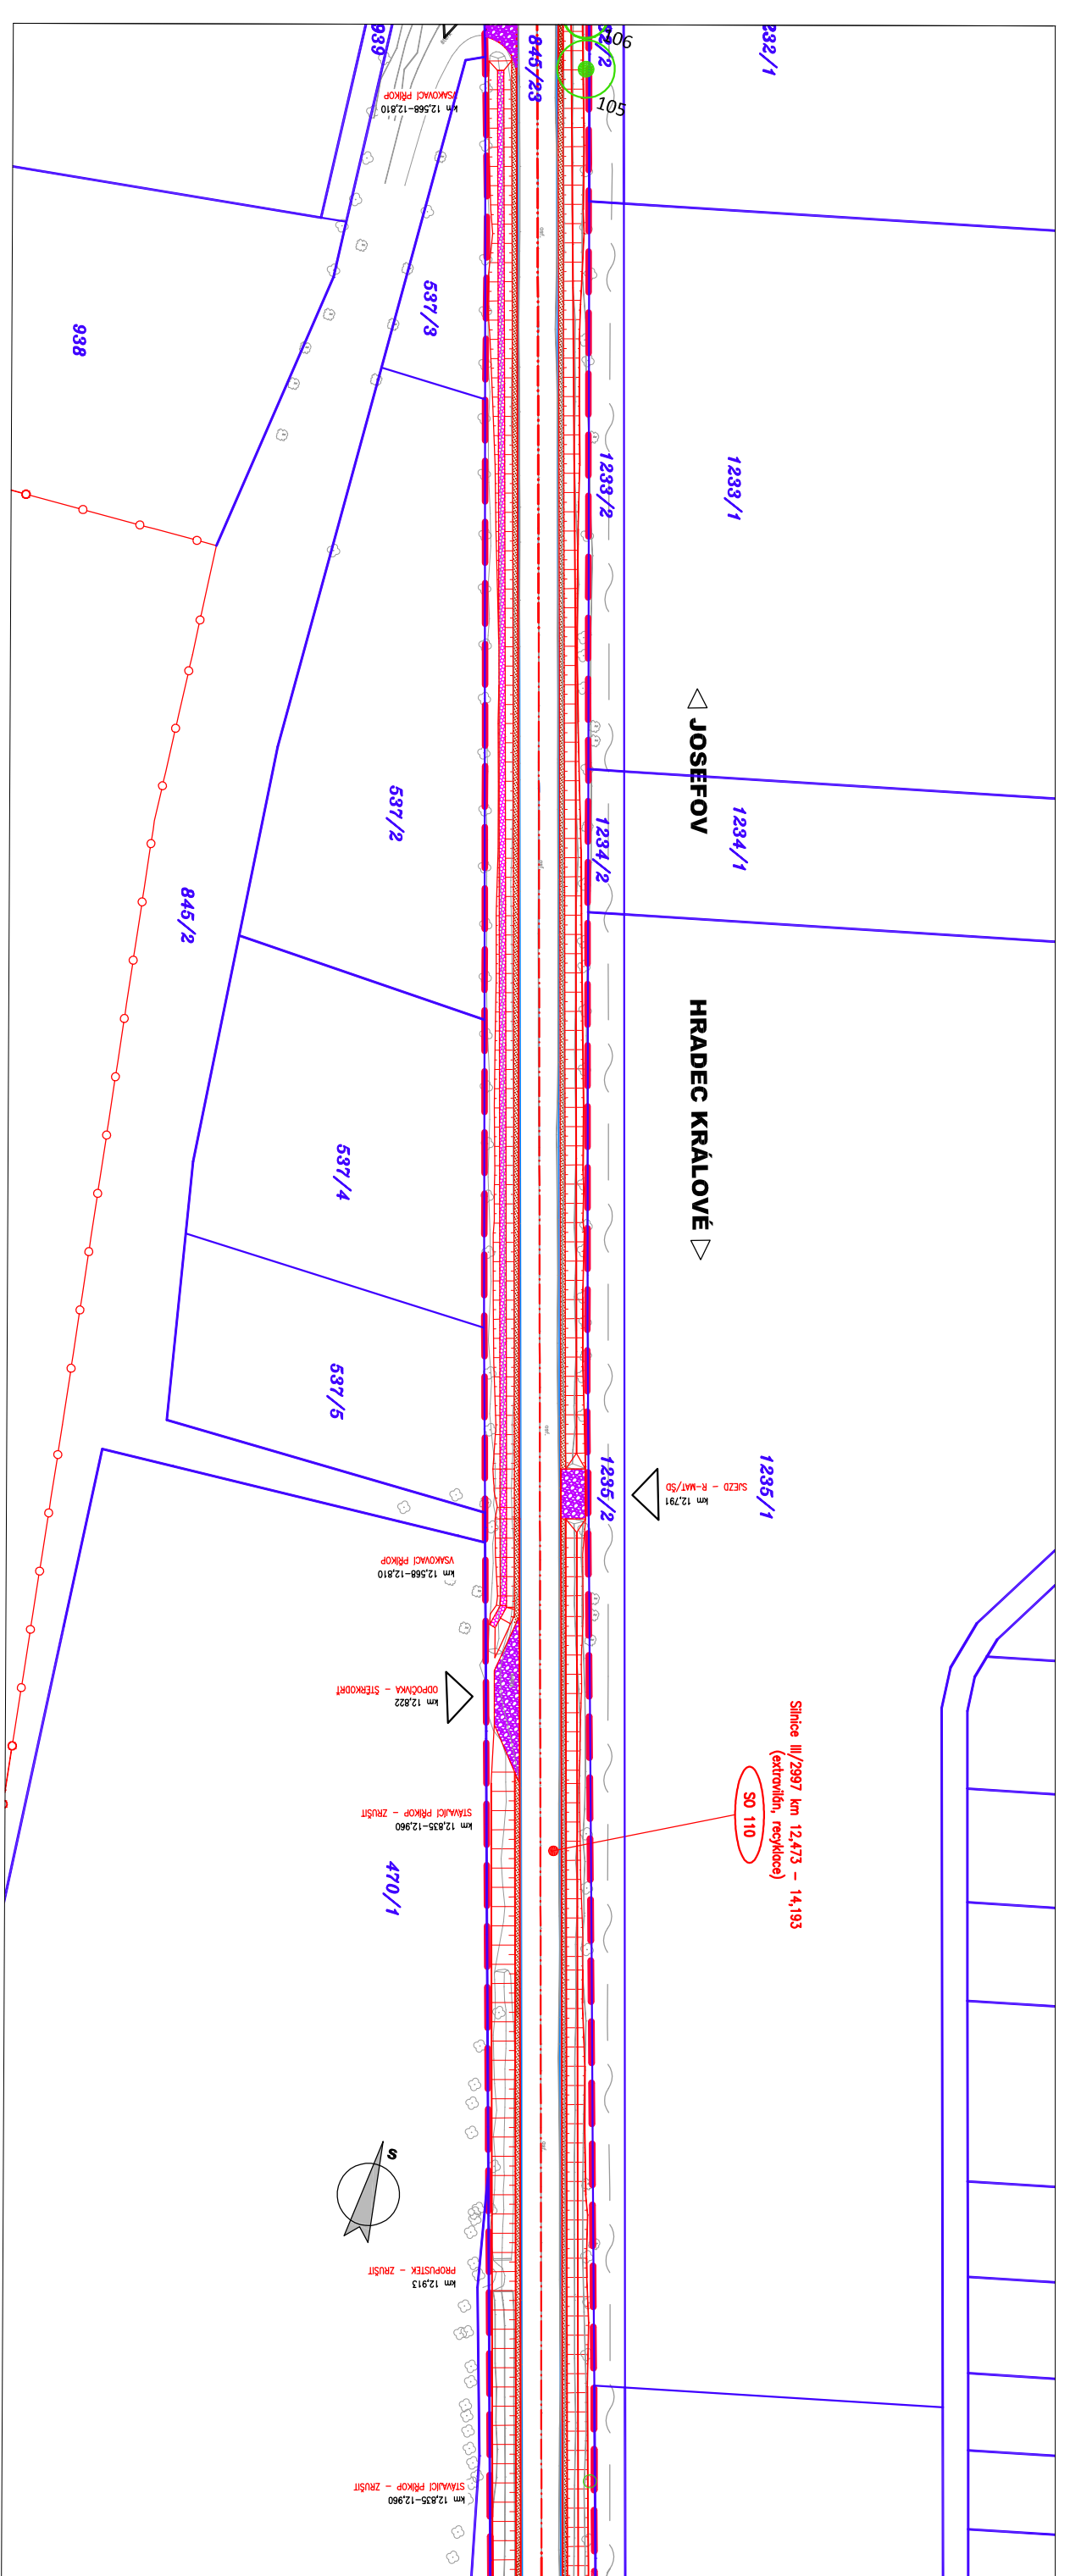 939
845/23
106
105
232/1
VSAKOVACÍ PŘÍKOP
km 12,568-12,810
938
537/3
1233/2
1233/1
JOSEFOV
537/2
1234/2
1234/1
845/2
HRADEC KRÁLOVÉ
537/4
537/5
1235/2
SJEZD - R-MAT/ŠD
km 12,791
1235/1
VSAKOVACÍ PŘÍKOP
km 12,568-12,810
ODPOČÍVKA - ŠTĚRKODRŤ
km 12,822
Silnice III/2997 km 12,473 - 14,193
(extravilán, recyklace)
SO 110
STÁVAJÍCÍ PŘÍKOP - ZRUŠIT
km 12,835-12,960
470/1
S
PROPUSTEK - ZRUŠIT
km 12,913
STÁVAJÍCÍ PŘÍKOP - ZRUŠIT
km 12,835-12,960